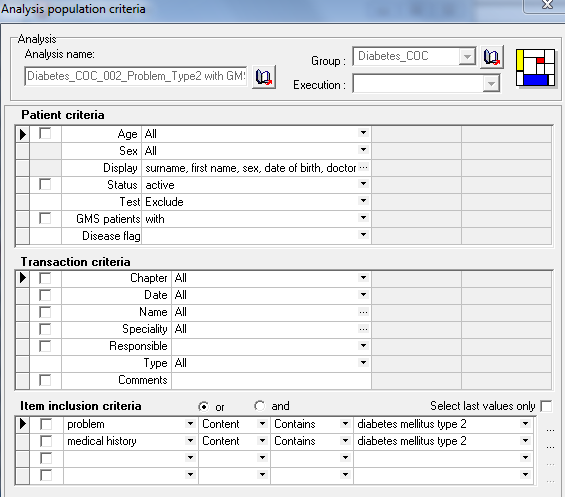 Analysis population criteria
Analysis
Analysis name:
Group :
Diabetes_COC
Diabetes_COC_002_Problem_Type2 with GM
Execution :
Patient criteria
Age All
Sex All
Display surname, first name, sex, date of birth, doctor ...
Status active
Test Exclude
GMS patients with
Disease flag
Transaction criteria
Chapter All
Date All
Name All ...
Speciality All ...
Responsible
Type All
Comments
Item inclusion criteria or and Select last values only
problem Content Contains diabetes mellitus type 2 ...
medical history Content Contains diabetes mellitus type 2 ...
...
...